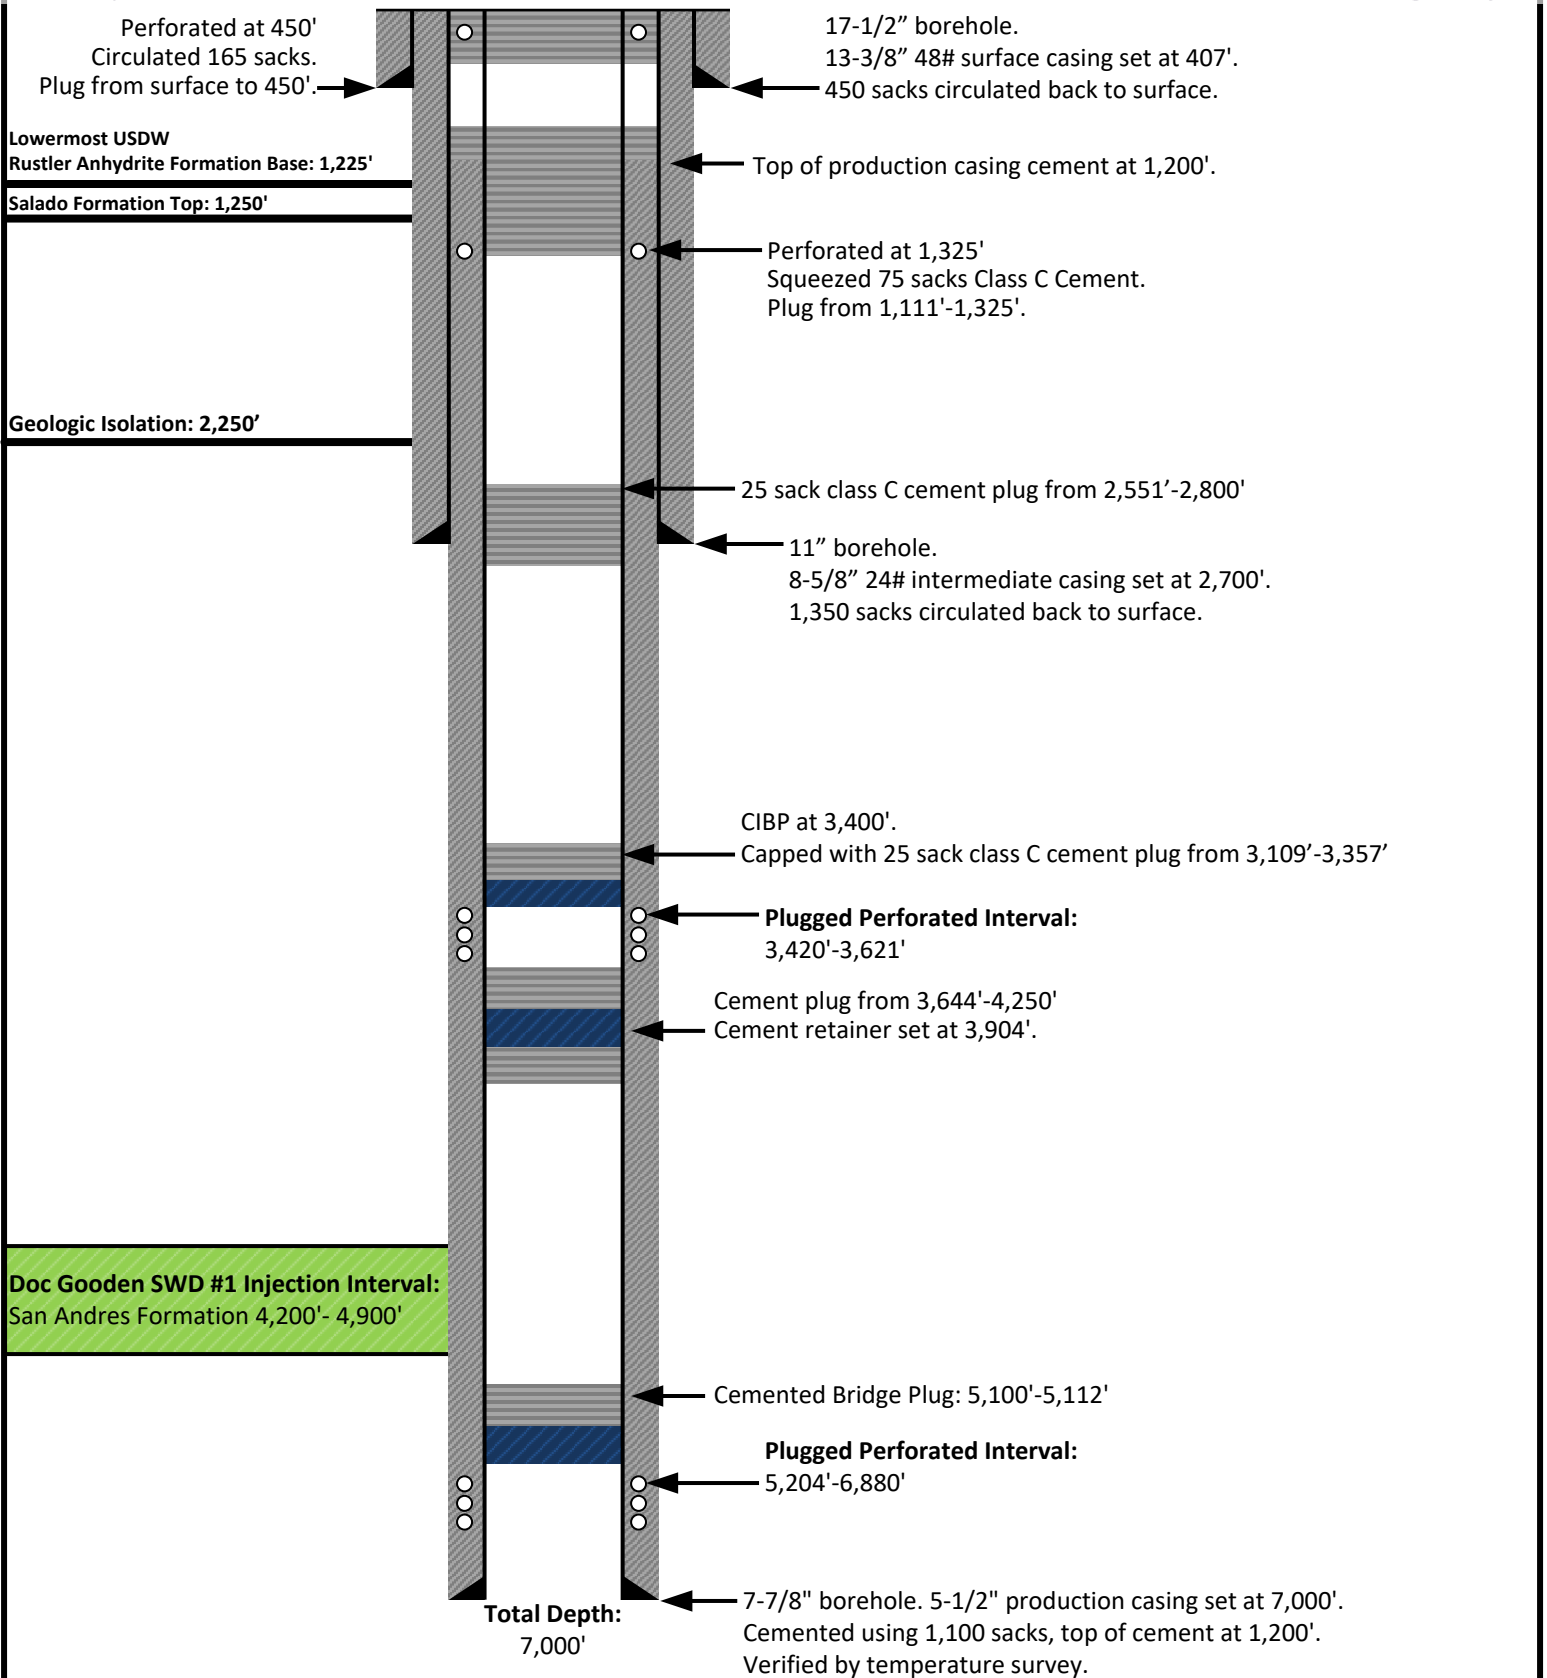 Perforated at 450'
Circulated 165 sacks.
Plug from surface to 450'.
17-1/2” borehole.
13-3/8” 48# surface casing set at 407'.
450 sacks circulated back to surface.
Lowermost USDW
Rustler Anhydrite Formation Base: 1,225'
Top of production casing cement at 1,200'.
Salado Formation Top: 1,250'
Perforated at 1,325'
Squeezed 75 sacks Class C Cement.
Plug from 1,111'-1,325'.
Geologic Isolation: 2,250’
25 sack class C cement plug from 2,551’-2,800'
11” borehole.
8-5/8” 24# intermediate casing set at 2,700'.
1,350 sacks circulated back to surface.
CIBP at 3,400'.
Capped with 25 sack class C cement plug from 3,109’-3,357’
Plugged Perforated Interval:
3,420'-3,621'
Cement plug from 3,644'-4,250'
Cement retainer set at 3,904'.
Doc Gooden SWD #1 Injection Interval:
San Andres Formation 4,200'- 4,900'
Cemented Bridge Plug: 5,100'-5,112'
Plugged Perforated Interval:
5,204'-6,880'
Total Depth:
7,000'
7-7/8" borehole. 5-1/2" production casing set at 7,000'.
Cemented using 1,100 sacks, top of cement at 1,200'.
Verified by temperature survey.